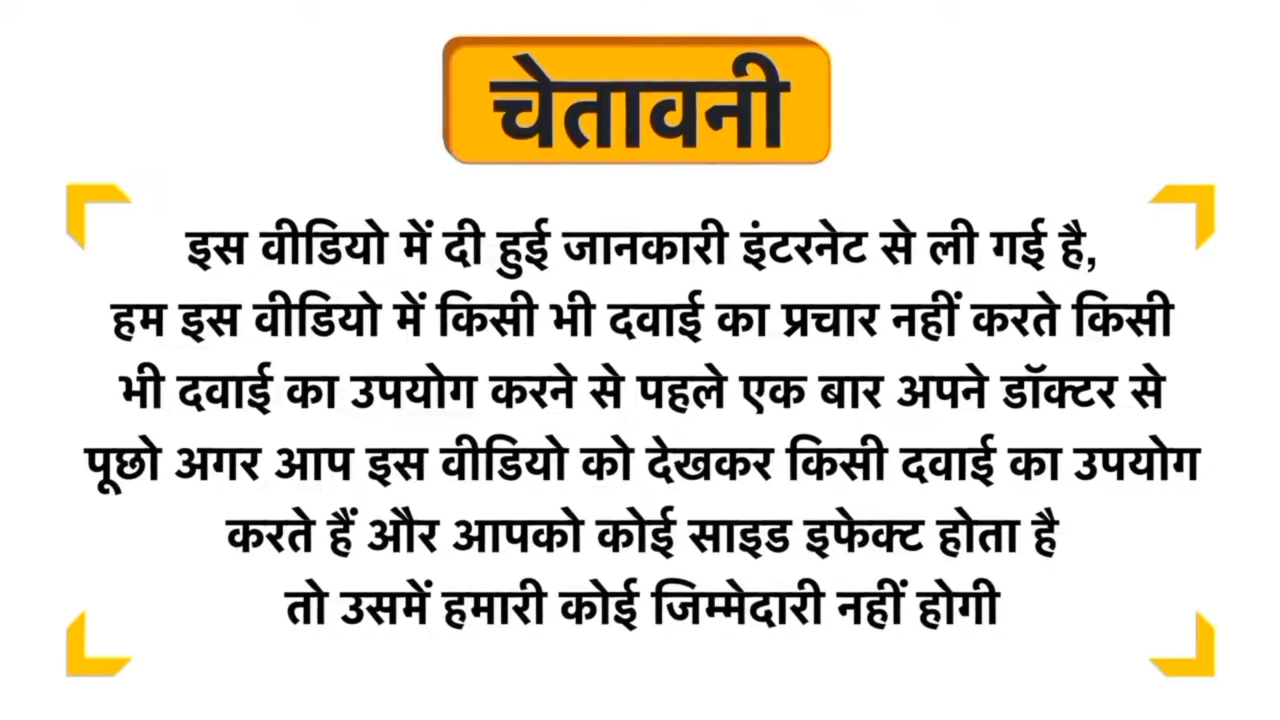 चेतावनी
इस वीडियो में दी हुई जानकारी इंटरनेट से ली गई है,
हम इस वीडियो में किसी भी दवाई का प्रचार नहीं करते किसी
भी दवाई का उपयोग करने से पहले एक बार अपने डॉक्टर से
पूछो अगर आप इस वीडियो को देखकर किसी दवाई का उपयोग
करते हैं और आपको कोई साइड इफेक्ट होता है
तो उसमें हमारी कोई जिम्मेदारी नहीं होगी